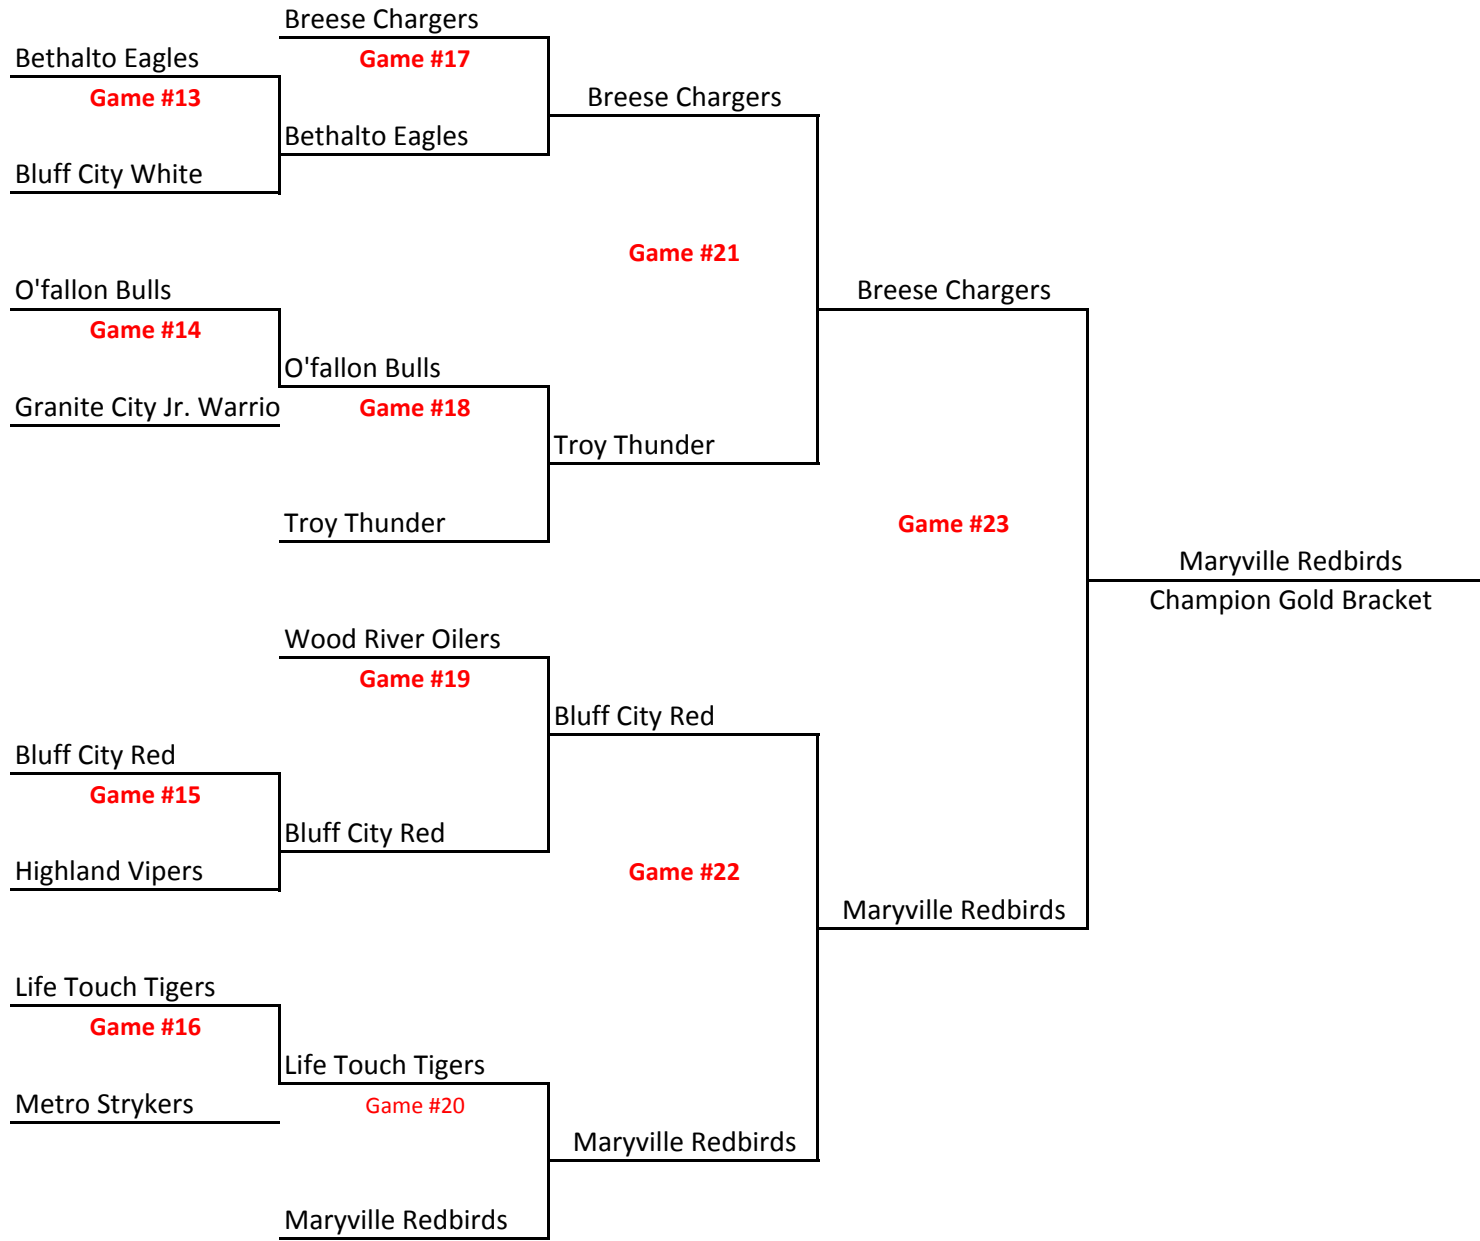 Breese Chargers
Bethalto Eagles
Game #17
Game #13
Breese Chargers
Bethalto Eagles
Bluff City White
Game #21
O'fallon Bulls
Breese Chargers
Game #14
O'fallon Bulls
Granite City Jr. Warrio
Game #18
Troy Thunder
Troy Thunder
Game #23
Maryville Redbirds
Champion Gold Bracket
Wood River Oilers
Game #19
Bluff City Red
Bluff City Red
Game #15
Bluff City Red
Highland Vipers
Game #22
Maryville Redbirds
Life Touch Tigers
Game #16
Life Touch Tigers
Metro Strykers
Game #20
Maryville Redbirds
Maryville Redbirds